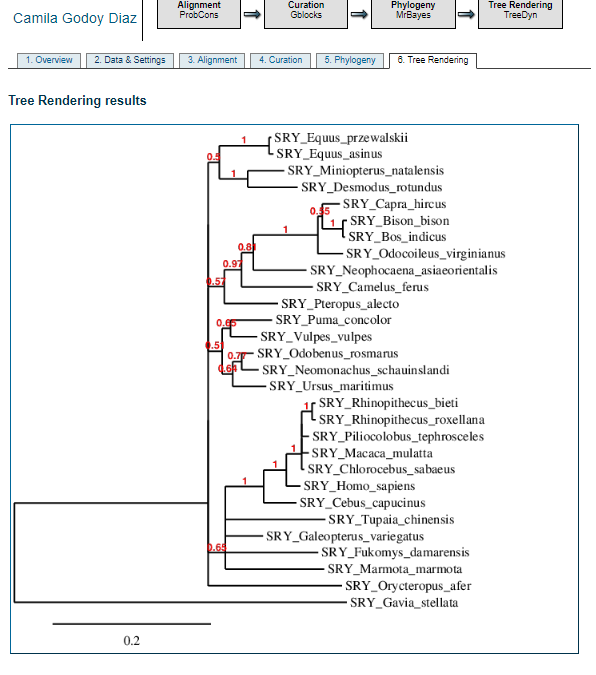 Camila Godoy Diaz
Alignment
ProbCons
Curation
Gblocks
Phylogeny
MrBayes
Tree Rendering
TreeDyn
1. Overview
2. Data & Settings
3. Alignment
4. Curation
5. Phylogeny
6. Tree Rendering
Tree Rendering results
1
SRY_Equus_przewalskii
0.5
SRY_Equus_asinus
1
SRY_Miniopterus_natalensis
SRY_Desmodus_rotundus
SRY_Capra_hircus
0.55
1
SRY_Bison_bison
1
SRY_Bos_indicus
0.8
SRY_Odocoileus_virginianus
0.97
SRY_Neophocaena_asiaeorientalis
0.57
SRY_Camelus_ferus
SRY_Pteropus_alecto
0.65
SRY_Puma_concolor
SRY_Vulpes_vulpes
0.51
0.77
SRY_Odobenus_rosmarus
0.64
SRY_Neomonachus_schauinslandi
SRY_Ursus_maritimus
1
SRY_Rhinopithecus_bieti
SRY_Rhinopithecus_roxellana
SRY_Piliocolobus_tephrosceles
1
SRY_Macaca_mulatta
1
SRY_Chlorocebus_sabaeus
1
SRY_Homo_sapiens
SRY_Cebus_capucinus
SRY_Tupaia_chinensis
SRY_Galeopterus_variegatus
0.65
SRY_Fukomys_damarensis
SRY_Marmota_marmota
SRY_Orycteropus_afer
SRY_Gavia_stellata
0.2